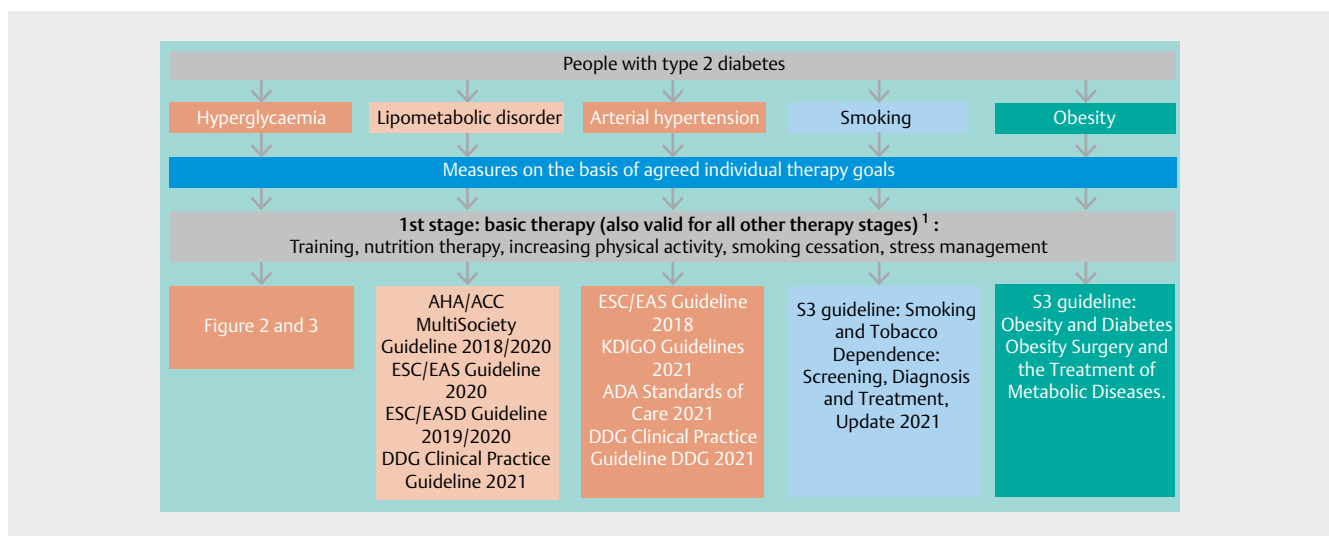 People with type 2 diabetes
Hyperglycaemia
Lipometabolic disorder
Arterial hypertension
Smoking
Obesity
Measures on the basis of agreed individual therapy goals
1st stage: basic therapy (also valid for all other therapy stages) 1 :
Training, nutrition therapy, increasing physical activity, smoking cessation, stress management
Figure 2 and 3
AHA/ACC
MultiSociety
Guideline 2018/2020
ESC/EAS Guideline
2020
ESC/EASD Guideline
2019/2020
DDG Clinical Practice
Guideline 2021
ESC/EAS Guideline
2018
KDIGO Guidelines
2021
ADA Standards of
Care 2021
DDG Clinical Practice
Guideline DDG 2021
S3 guideline: Smoking
and Tobacco
Dependence:
Screening, Diagnosis
and Treatment,
Update 2021
S3 guideline:
Obesity and Diabetes
Obesity Surgery and
the Treatment of
Metabolic Diseases.